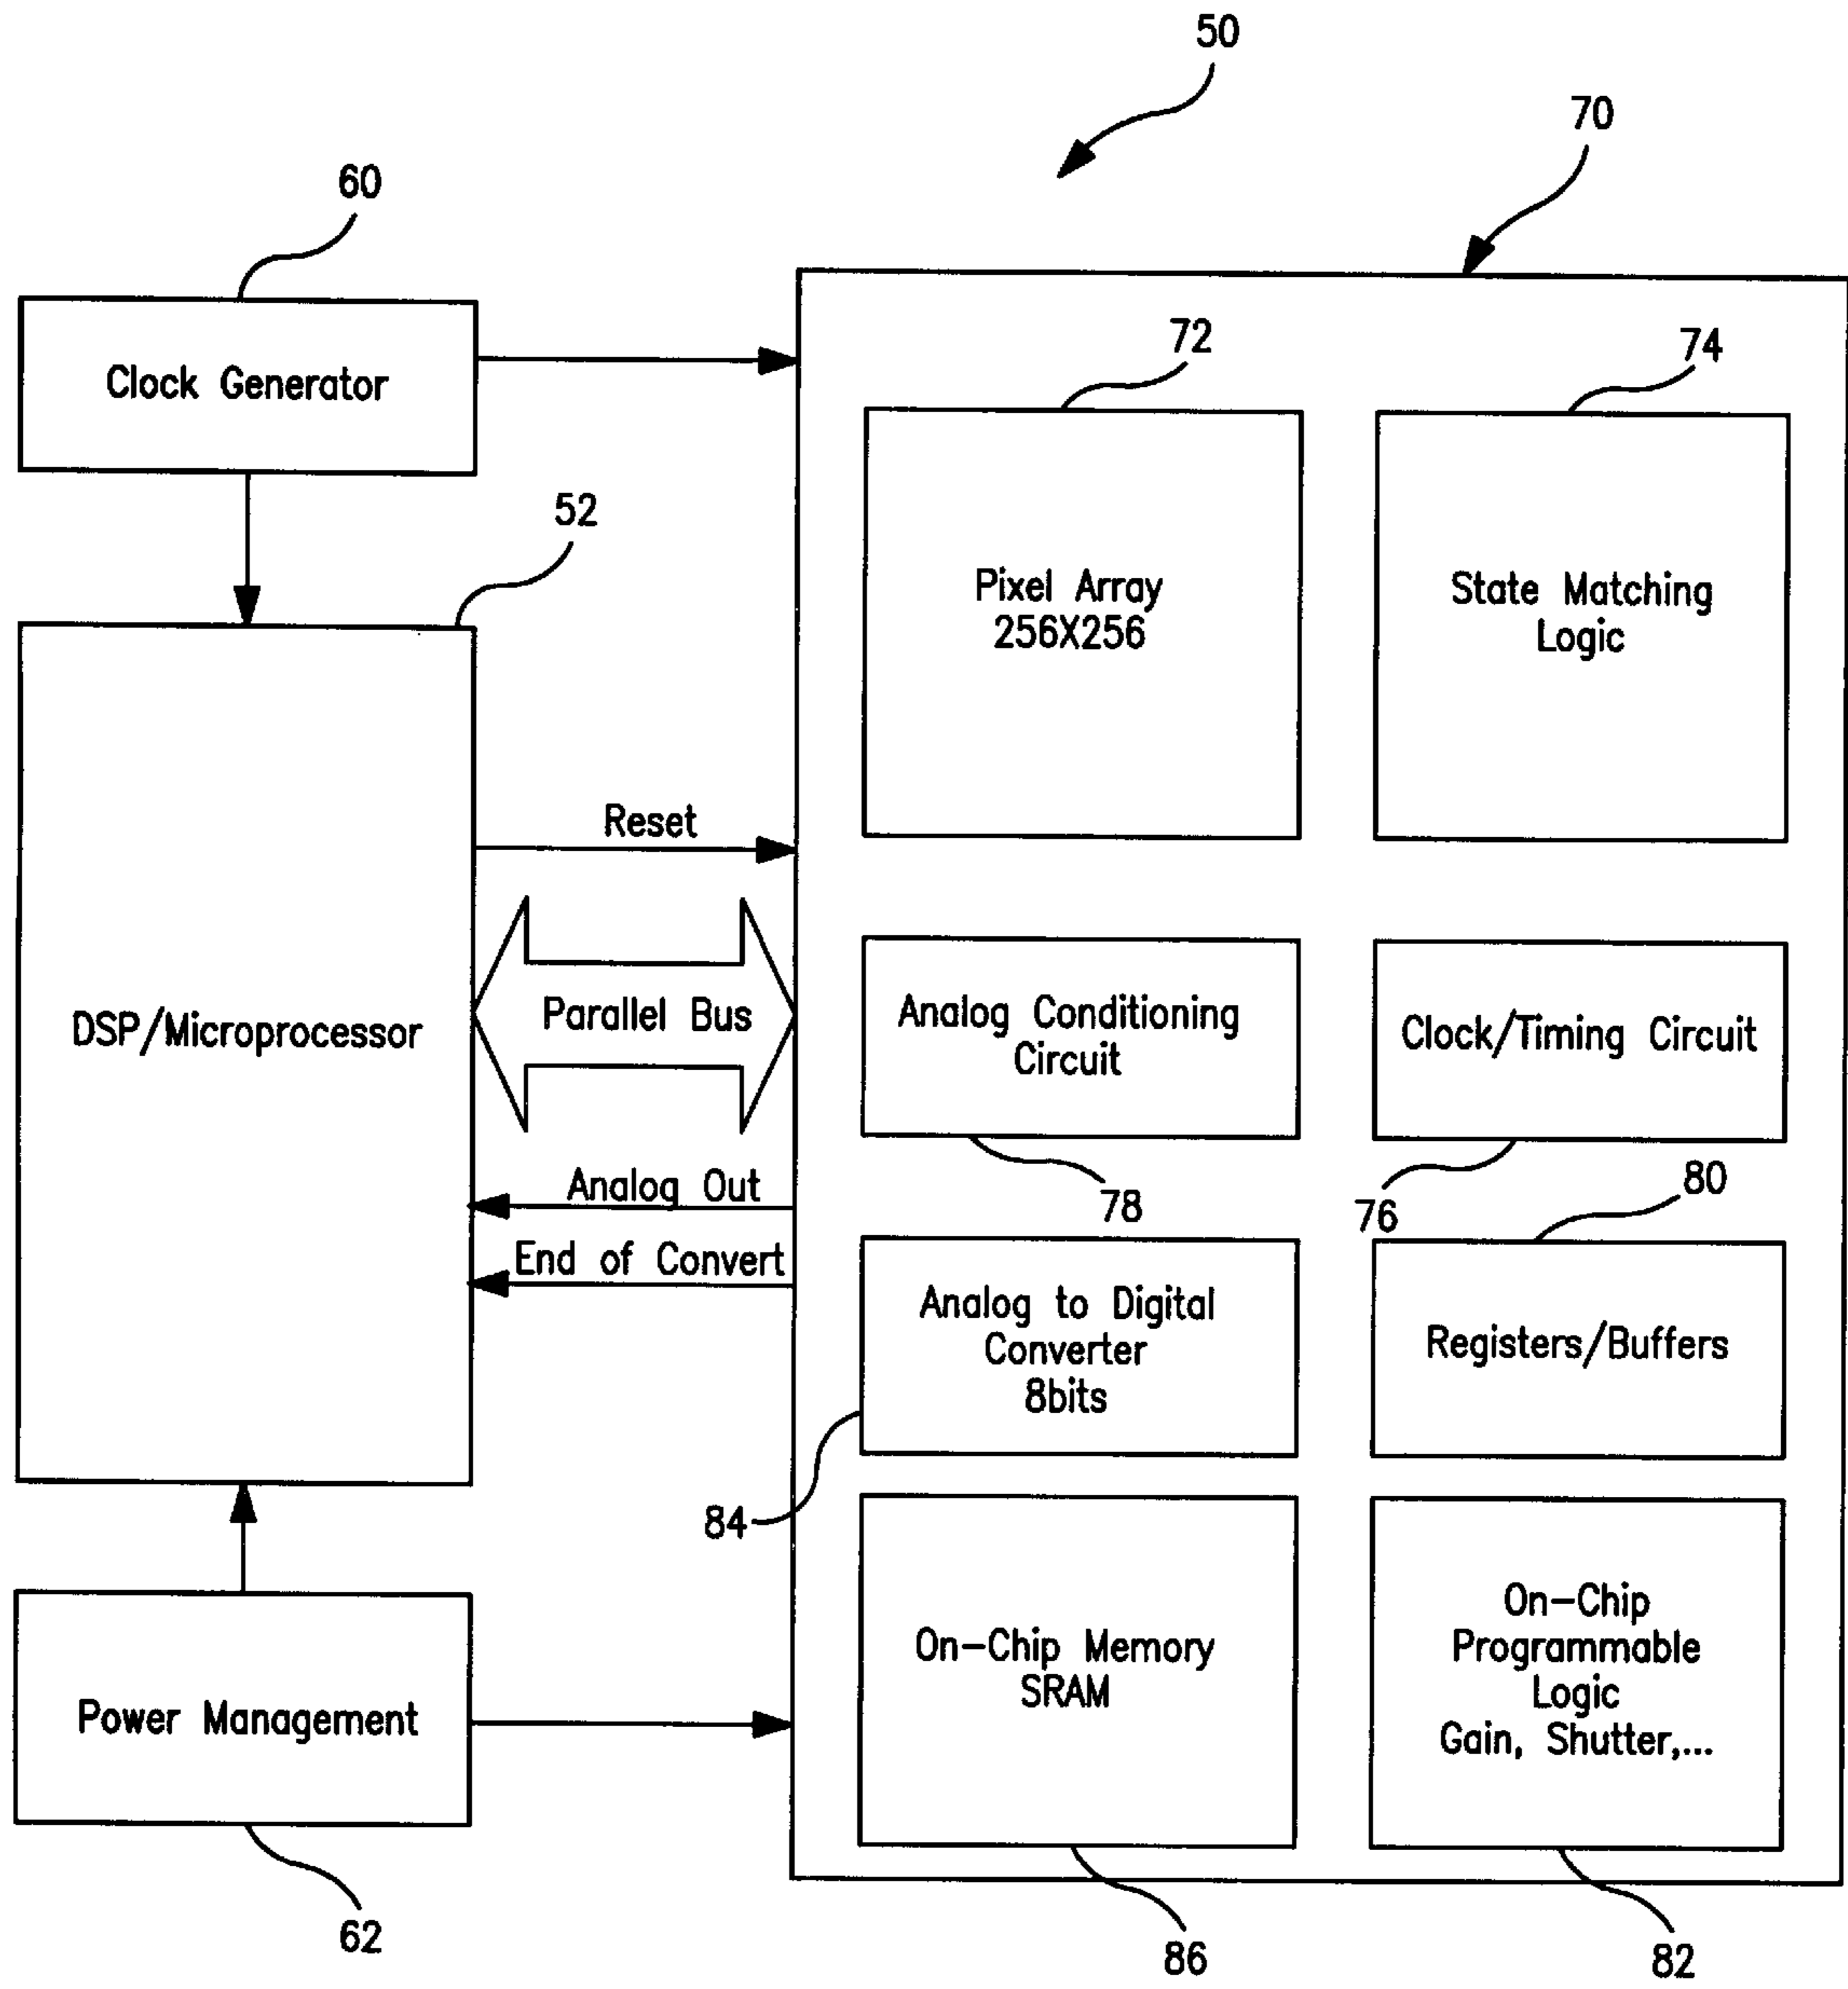 50
70
60
Clock Generator
72
74
52
Pixel Array
256X256
State Matching
Logic
Reset
DSP/Microprocessor
Parallel Bus
Analog Conditioning
Circuit
Clock/Timing Circuit
78
76
80
Analog Out
End of Convert
Analog to Digital
Converter
8bits
Registers/Buffers
84
Power Management
On-Chip Memory
SRAM
On-Chip
Programmable
Logic
Gain, Shutter,...
62
86
82